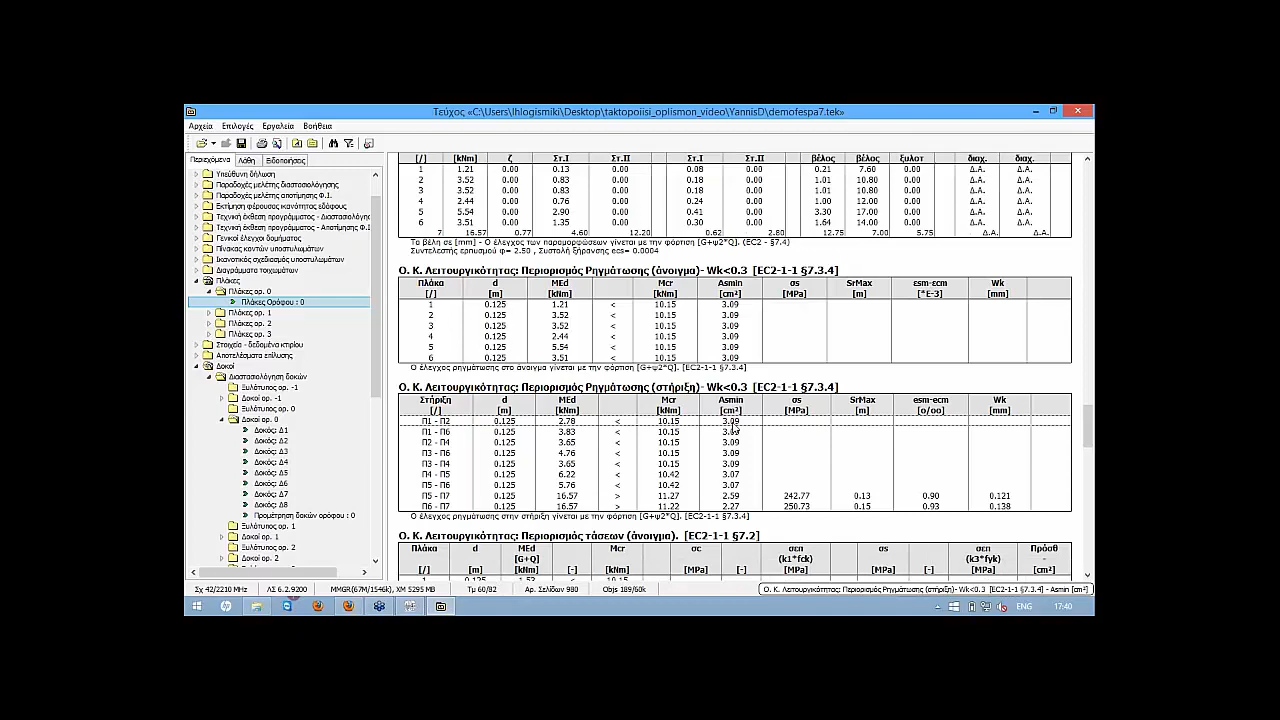 Τεύχος «C:\Users\lhlogismiki\Desktop\taktopoiisi_oplismon_video\YannisD\demofespa7.tek»
Αρχεία Επιλογές Εργαλεία Βοήθεια
Περιεχόμενα Λάθη Ειδοποιήσεις
Υπεύθυνη δήλωση
Παραδοχές μελέτης διαστασιολόγησης
Παραδοχές μελέτης αποτίμησης Φ.Ι.
Εκτίμηση φέρουσας ικανότητας εδάφους
Τεχνική έκθεση προγράμματος - Διαστασιολόγ
Τεχνική έκθεση προγράμματος - Αποτίμησης Φ.Ι
Γενικοί έλεγχοι δομήματος
Πίνακας κοντών υποστυλωμάτων
Ικανοτικός σχεδιασμός υποστυλωμάτων
Διαγράμματα τοιχωμάτων
Πλάκες
Πλάκες ορ. 0
Πλάκες Ορόφου : 0
Πλάκες ορ. 1
Πλάκες ορ. 2
Πλάκες ορ. 3
Στοιχεία - δεδομένα κτιρίου
Αποτελέσματα επίλυσης
Δοκοί
Διαστασιολόγηση δοκών
Ξυλότυπος ορ. -1
Δοκοί ορ. -1
Ξυλότυπος ορ. 0
Δοκοί ορ. 0
Δοκός: Δ1
Δοκός: Δ2
Δοκός: Δ3
Δοκός: Δ4
Δοκός: Δ5
Δοκός: Δ6
Δοκός: Δ7
Δοκός: Δ8
Προμέτρηση δοκών ορόφου : 0
Ξυλότυπος ορ. 1
Δοκοί ορ. 1
Ξυλότυπος ορ. 2
Δοκοί ορ. 2
[/] [kNm] ζ Στ.I Στ.II Στ.I Στ.II βέλος βέλος ξυλοτ διαχ. διαχ.
1 1.21 0.00 0.13 0.00 0.08 0.00 0.21 7.60 0.00 Δ.Α. Δ.Α.
2 3.52 0.00 0.83 0.00 0.18 0.00 1.01 10.80 0.00 Δ.Α. Δ.Α.
3 3.52 0.00 0.83 0.00 0.18 0.00 1.01 10.80 0.00 Δ.Α. Δ.Α.
4 2.44 0.00 0.76 0.00 0.24 0.00 1.00 12.00 0.00 Δ.Α. Δ.Α.
5 5.54 0.00 2.90 0.00 0.41 0.00 3.30 17.00 0.00 Δ.Α. Δ.Α.
6 3.51 0.00 1.35 0.00 0.30 0.00 1.64 14.00 0.00 Δ.Α. Δ.Α.
7 16.57 0.77 4.60 12.20 0.62 2.80 12.75 7.00 5.75 Δ.Α. Δ.Α.
Τα βέλη σε [mm] - Ο έλεγχος των παραμορφώσεων γίνεται με την φόρτιση [G+ψ2*Q]. (EC2 - §7.4)
Συντελεστής ερπυσμού φ= 2.50 , Συστολή ξήρανσης εcs= 0.0004
Ο. Κ. Λειτουργικότητας: Περιορισμός Ρηγμάτωσης (άνοιγμα)- Wk<0.3 [EC2-1-1 §7.3.4]
Πλάκα d MEd Mcr Asmin σs SrMax εsm-εcm Wk
[/] [m] [kNm] [kNm] [cm²] [MPa] [m] [*E-3] [mm]
1 0.125 1.21 < 10.15 3.09
2 0.125 3.52 < 10.15 3.09
3 0.125 3.52 < 10.15 3.09
4 0.125 2.44 < 10.15 3.09
5 0.125 5.54 < 10.15 3.09
6 0.125 3.51 < 10.15 3.09
Ο έλεγχος ρηγμάτωσης στο άνοιγμα γίνεται με την φόρτιση [G+ψ2*Q]. [EC2-1-1 §7.3.4]
Ο. Κ. Λειτουργικότητας: Περιορισμός Ρηγμάτωσης (στήριξη)- Wk<0.3 [EC2-1-1 §7.3.4]
Στήριξη d MEd Mcr Asmin σs SrMax εsm-εcm Wk
[/] [m] [kNm] [kNm] [cm²] [MPa] [m] [o/oo] [mm]
Π1 - Π2 0.125 2.78 < 10.15 3.09
Π1 - Π6 0.125 3.83 < 10.15
Π2 - Π4 0.125 3.65 < 10.15 3.09
Π3 - Π6 0.125 4.76 < 10.15 3.09
Π3 - Π4 0.125 3.65 < 10.15 3.09
Π4 - Π5 0.125 6.22 < 10.42 3.07
Π5 - Π6 0.125 5.76 < 10.42 3.07
Π5 - Π7 0.125 16.57 > 11.27 2.59 242.77 0.13 0.90 0.121
Π6 - Π7 0.125 16.57 > 11.22 2.27 250.73 0.15 0.93 0.138
Ο έλεγχος ρηγμάτωσης στην στήριξη γίνεται με την φόρτιση [G+ψ2*Q]. [EC2-1-1 §7.3.4]
Ο. Κ. Λειτουργικότητας: Περιορισμός τάσεων (άνοιγμα). [EC2-1-1 §7.2]
Πλάκα d MEd Mcr σc σεπ σs σεπ Πρόσθ
[G+Q] (k1*fck) (k3*fyk) -
[/] [m] [kNm] [-] [kNm] [MPa] [-] [MPa] [MPa] [-] [MPa] [cm²]
Σχ 42/2210 MHz ΛΣ 6.2.9200 MMGR(67M/1546k), XM 5295 MB Τμ 60/82 Αρ. Σελίδων 980 Objs 189/60k Ο. Κ. Λειτουργικότητας: Περιορισμός Ρηγμάτωσης (στήριξη)- Wk<0.3 [EC2-1-1 §7.3.4] - Asmin [cm²]
ENG 17:40